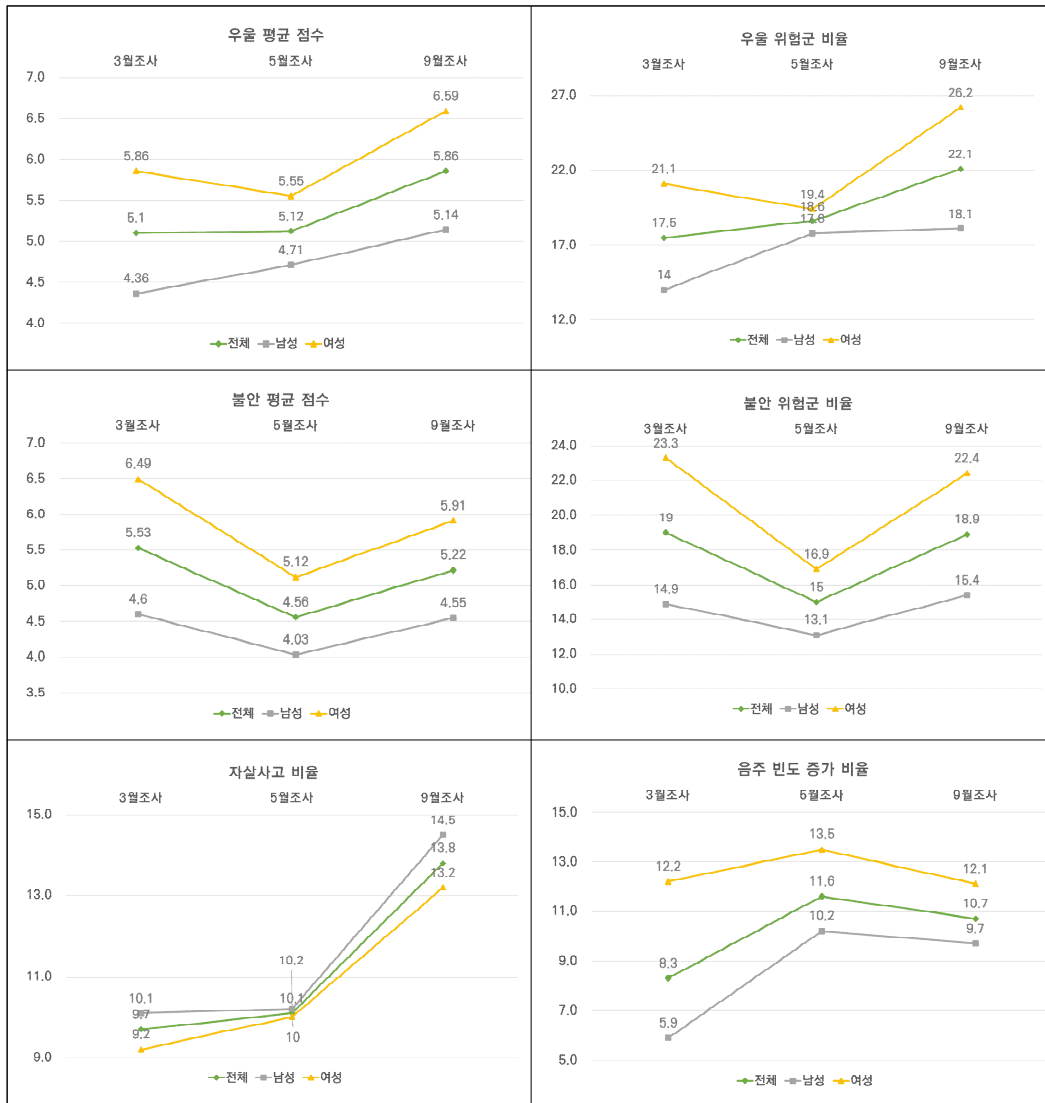 우울 평균 점수
3월조사 5월조사 9월조사
7.0
6.5
6.0
5.5
5.0
4.5
4.0
5.86 5.55 6.59
5.1 5.12 5.86
4.36 4.71 5.14
전체 남성 여성
우울 위험군 비율
3월조사 5월조사 9월조사
27.0
22.0
17.0
12.0
21.1 19.4 26.2
17.5 18.6 22.1
14 17.8 18.1
전체 남성 여성
불안 평균 점수
3월조사 5월조사 9월조사
7.0
6.5
6.0
5.5
5.0
4.5
4.0
3.5
6.49 5.12 5.91
5.53 4.56 5.22
4.6 4.03 4.55
전체 남성 여성
불안 위험군 비율
3월조사 5월조사 9월조사
24.0
22.0
20.0
18.0
16.0
14.0
12.0
10.0
23.3 16.9 22.4
19 15 18.9
14.9 13.1 15.4
전체 남성 여성
자살사고 비율
3월조사 5월조사 9월조사
15.0
13.0
11.0
9.0
10.1 10.2 14.5
9.7 10.1 13.8
9.2 10 13.2
전체 남성 여성
음주 빈도 증가 비율
3월조사 5월조사 9월조사
15.0
13.0
11.0
9.0
7.0
5.0
12.2 13.5 12.1
8.3 11.6 10.7
5.9 10.2 9.7
전체 남성 여성